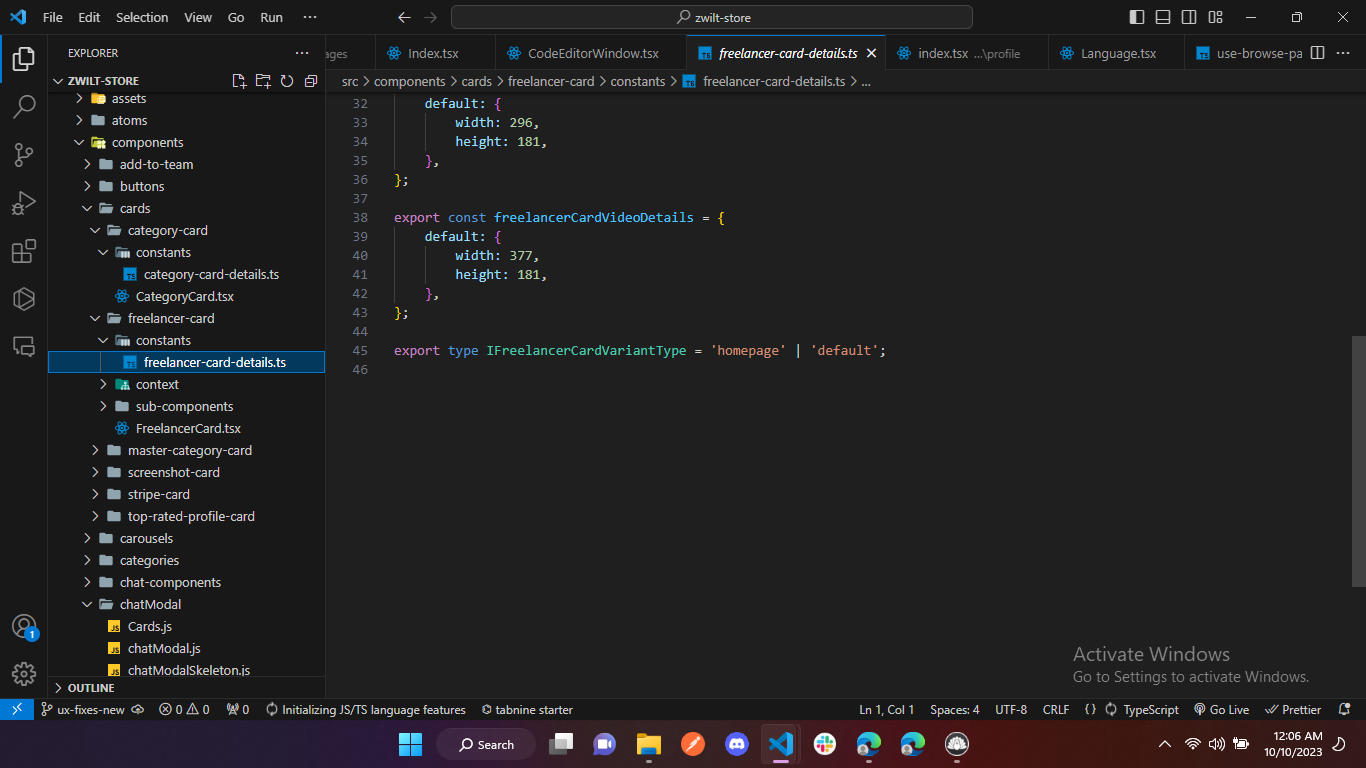 File Edit Selection View Go Run ···
zwilt-store
EXPLORER ···
ages
Index.tsx
CodeEditorWindow.tsx
freelancer-card-details.ts
index.tsx ...\profile
Language.tsx
use-browse-pa
ZWILT-STORE
src > components > cards > freelancer-card > constants > freelancer-card-details.ts > ...
assets
atoms
components
add-to-team
buttons
cards
category-card
constants
category-card-details.ts
CategoryCard.tsx
freelancer-card
constants
freelancer-card-details.ts
context
sub-components
FreelancerCard.tsx
master-category-card
screenshot-card
stripe-card
top-rated-profile-card
carousels
categories
chat-components
chatModal
Cards.js
chatModal.js
chatModalSkeleton.js
OUTLINE
32 default: {
33 width: 296,
34 height: 181,
35 },
36 };
37
38 export const freelancerCardVideoDetails = {
39 default: {
40 width: 377,
41 height: 181,
42 },
43 };
44
45 export type IFreelancerCardVariantType = 'homepage' | 'default';
46
Activate Windows
Go to Settings to activate Windows.
1
ux-fixes-new 0 0 0 Initializing JS/TS language features tabnine starter
Ln 1, Col 1 Spaces: 4 UTF-8 CRLF {} TypeScript Go Live Prettier
Search
12:06 AM
10/10/2023